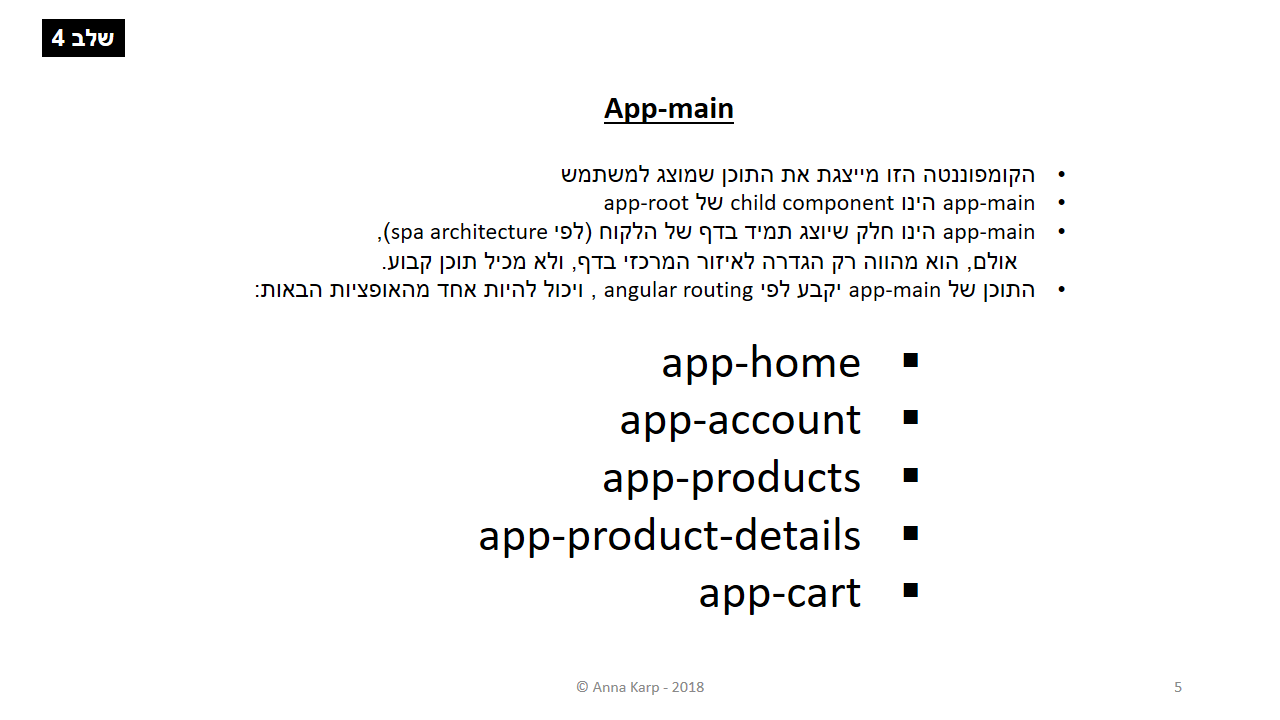 שלב 4
App-main
• הקומפוננטה הזו מייצגת את התוכן שמוצג למשתמש
• app-main הינו child component של app-root
• app-main הינו חלק שיוצג תמיד בדף של הלקוח (לפי spa architecture),
אולם, הוא מהווה רק הגדרה לאיזור המרכזי בדף, ולא מכיל תוכן קבוע.
• התוכן של app-main יקבע לפי angular routing , ויכול להיות אחד מהאופציות הבאות:
▪ app-home
▪ app-account
▪ app-products
▪ app-product-details
▪ app-cart
© Anna Karp - 2018
5